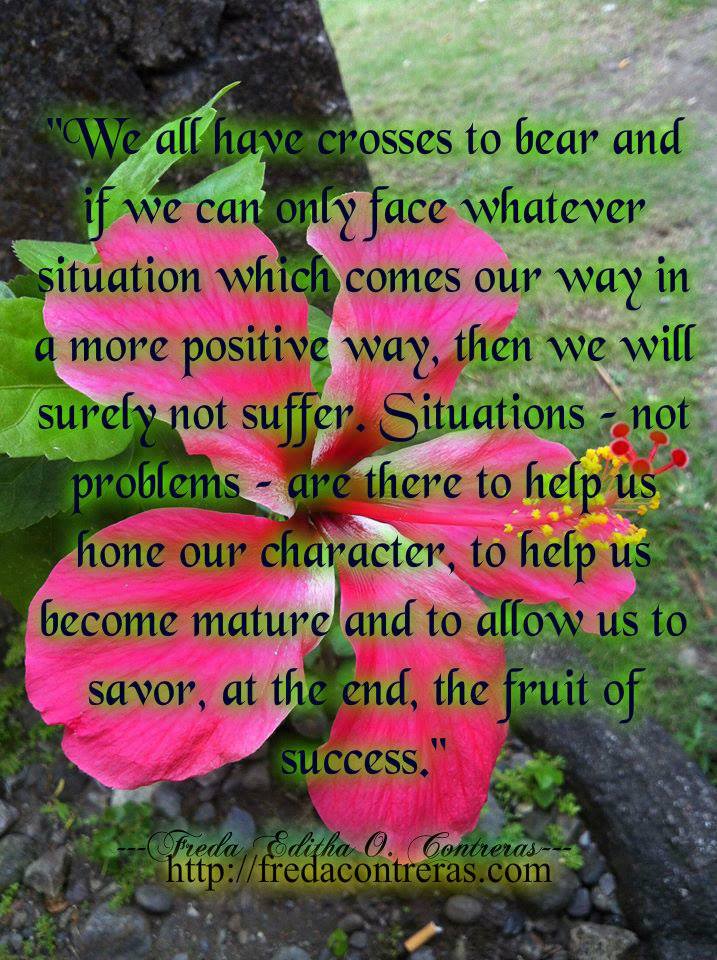 "We all have crosses to bear and
if we can only face whatever
situation which comes our way in
a more positive way, then we will
surely not suffer. Situations - not
problems - are there to help us
hone our character, to help us
become mature and to allow us to
savor, at the end, the fruit of
success."
---Freda Editha O. Contreras---
http://fredacontreras.com